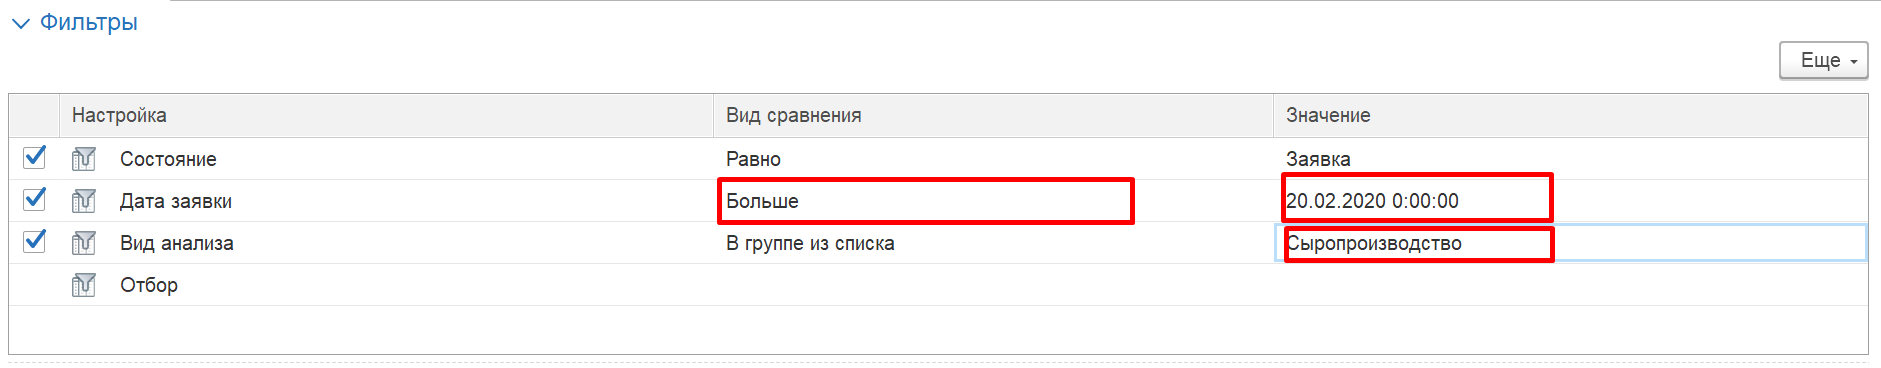 Фильтры
Еще
Настройка Вид сравнения Значение
Состояние Равно Заявка
Дата заявки Больше 20.02.2020 0:00:00
Вид анализа В группе из списка Сыропроизводство
Отбор